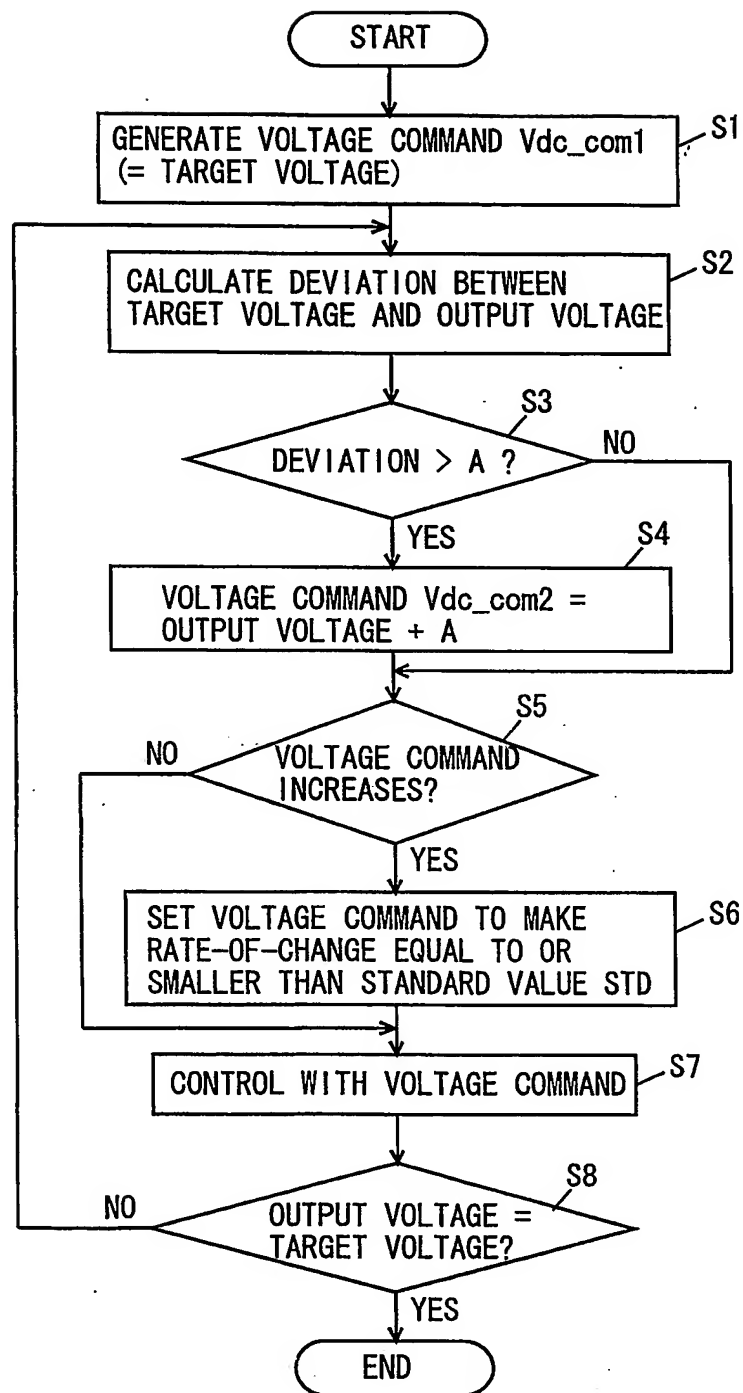 START
GENERATE VOLTAGE COMMAND Vdc_com1
(= TARGET VOLTAGE)
S1
CALCULATE DEVIATION BETWEEN
TARGET VOLTAGE AND OUTPUT VOLTAGE
S2
S3
DEVIATION > A ?
NO
YES
S4
VOLTAGE COMMAND Vdc_com2 =
OUTPUT VOLTAGE + A
S5
NO
VOLTAGE COMMAND
INCREASES?
YES
SET VOLTAGE COMMAND TO MAKE
RATE-OF-CHANGE EQUAL TO OR
SMALLER THAN STANDARD VALUE STD
S6
CONTROL WITH VOLTAGE COMMAND
S7
S8
NO
OUTPUT VOLTAGE =
TARGET VOLTAGE?
YES
END